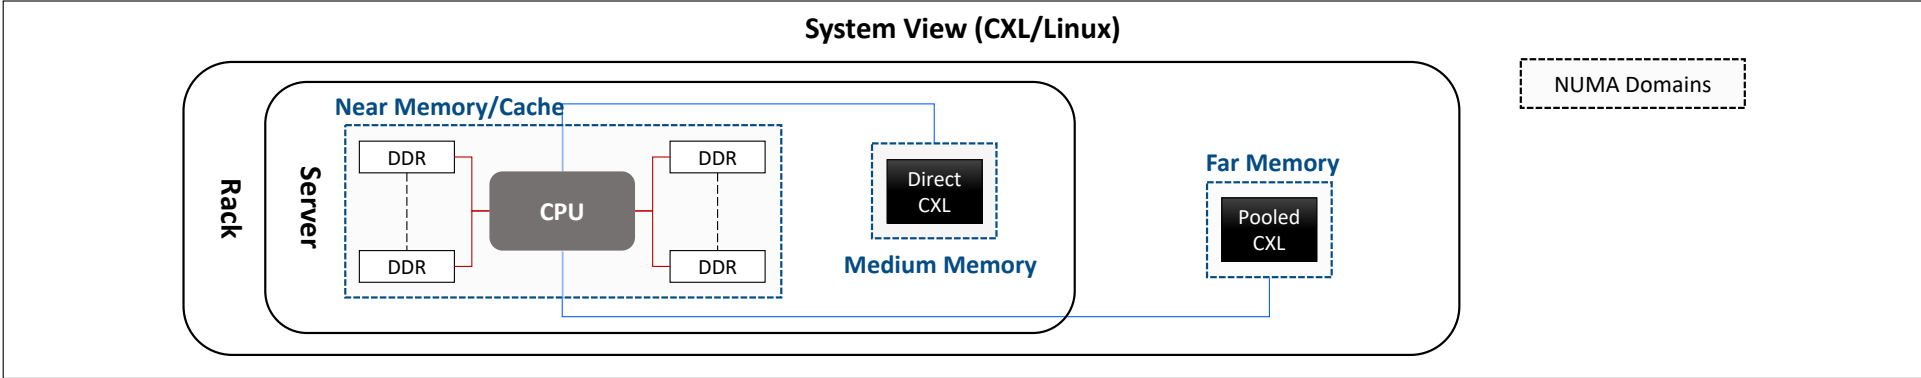 System View (CXL/Linux)
NUMA Domains
Rack
Server
Near Memory/Cache
DDR
DDR
CPU
DDR
DDR
Direct
CXL
Medium Memory
Far Memory
Pooled
CXL